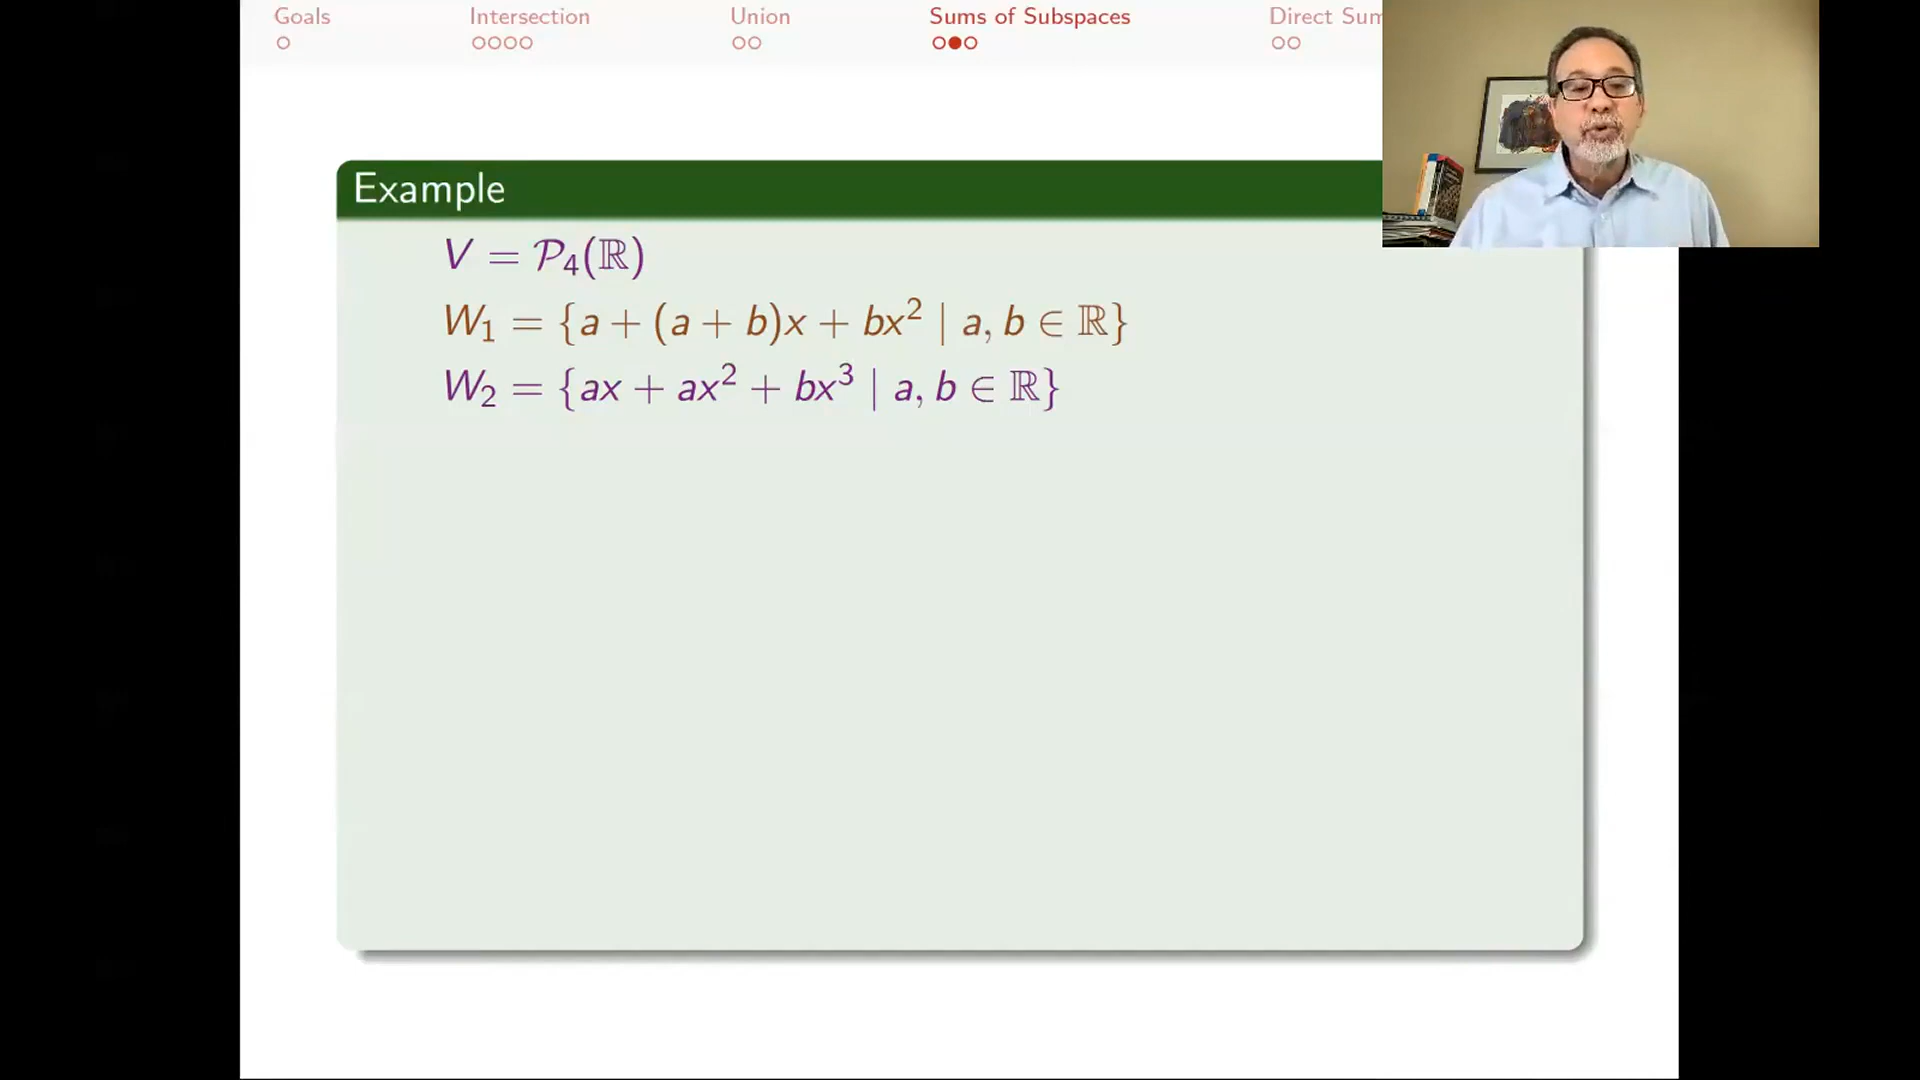 Goals Intersection Union Sums of Subspaces Direct Sum
Example
V = 𝒫₄(ℝ)
W₁ = {a + (a + b)x + bx² | a, b ∈ ℝ}
W₂ = {ax + ax² + bx³ | a, b ∈ ℝ}